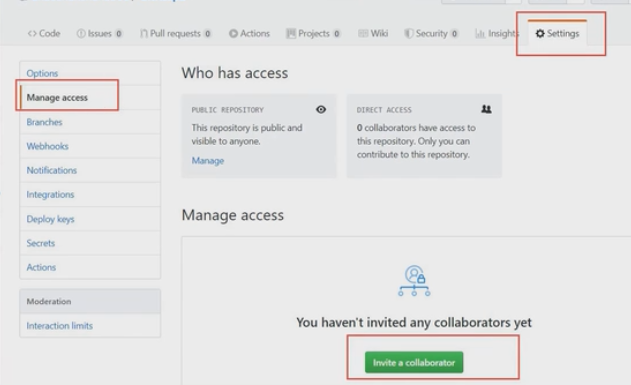 Code Issues 0 Pull requests 0 Actions Projects 0 Wiki Security 0 Insights Settings
Options
Manage access
Branches
Webhooks
Notifications
Integrations
Deploy keys
Secrets
Actions
Moderation
Interaction limits
Who has access
PUBLIC REPOSITORY
This repository is public and
visible to anyone.
Manage
DIRECT ACCESS
0 collaborators have access to
this repository. Only you can
contribute to this repository.
Manage access
You haven't invited any collaborators yet
Invite a collaborator